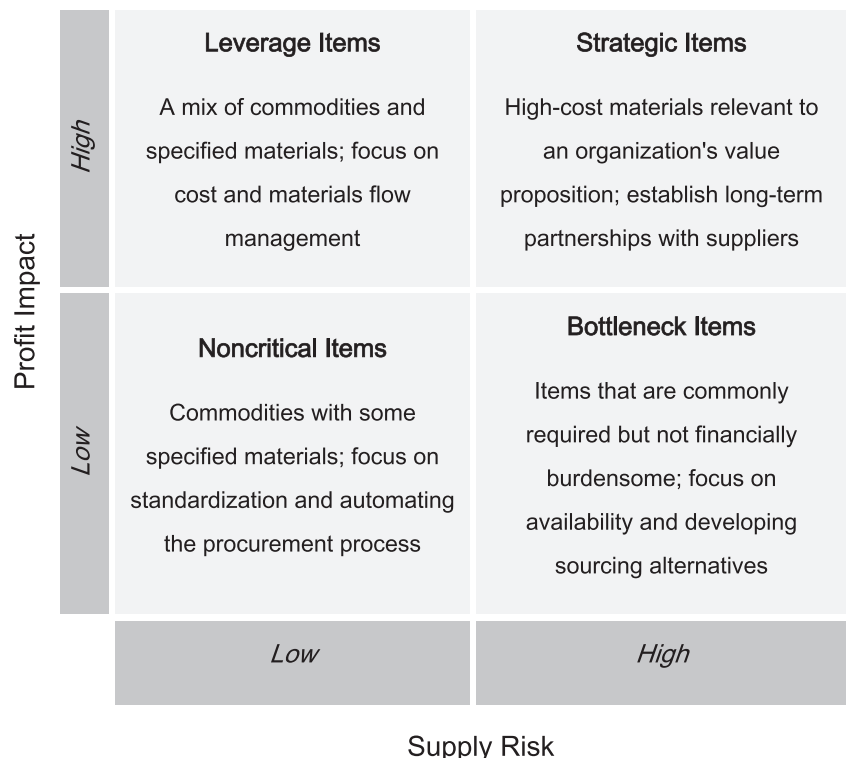 Profit Impact
High
Leverage Items
A mix of commodities and
specified materials; focus on
cost and materials flow
management
Strategic Items
High-cost materials relevant to
an organization's value
proposition; establish long-term
partnerships with suppliers
Low
Noncritical Items
Commodities with some
specified materials; focus on
standardization and automating
the procurement process
Bottleneck Items
Items that are commonly
required but not financially
burdensome; focus on
availability and developing
sourcing alternatives
Low
High
Supply Risk